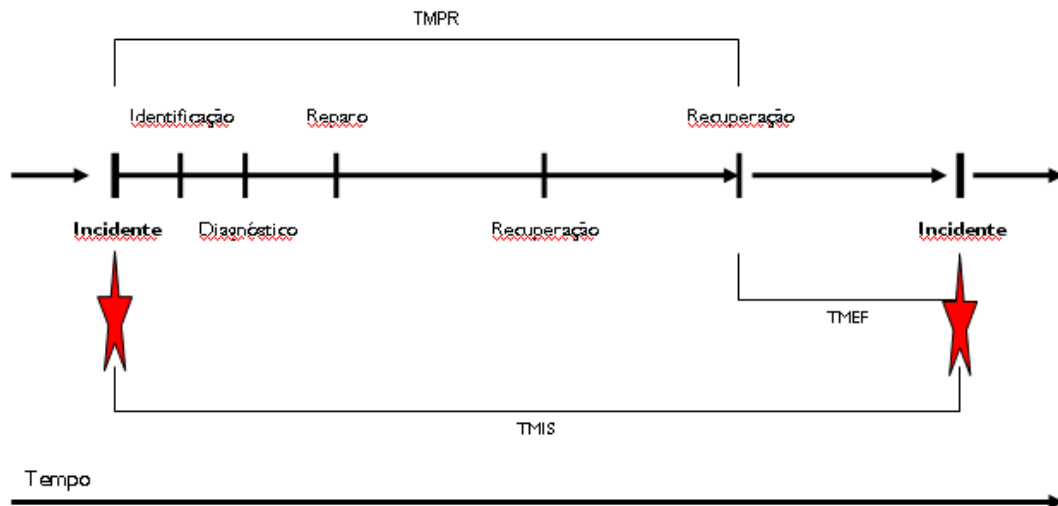 TMPR
Identificação
Reparo
Recuperação
Incidente
Diagnóstico
Recuperação
Incidente
TMEF
TMIS
Tempo